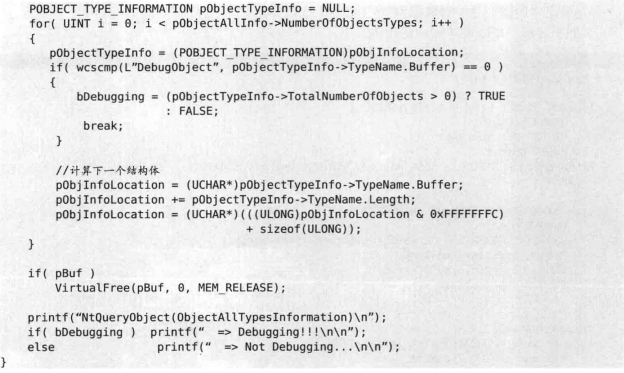 POBJECT_TYPE_INFORMATION pObjectTypeInfo = NULL;
for( UINT i = 0; i < pObjectAllInfo->NumberOfObjectsTypes; i++ )
{
pObjectTypeInfo = (POBJECT_TYPE_INFORMATION)pObjInfoLocation;
if( wcscmp(L”DebugObject”, pObjectTypeInfo->TypeName.Buffer) == 0 )
{
bDebugging = (pObjectTypeInfo->TotalNumberOfObjects > 0) ? TRUE
: FALSE;
break;
}
//计算下一个结构体
pObjInfoLocation = (UCHAR*)pObjectTypeInfo->TypeName.Buffer;
pObjInfoLocation += pObjectTypeInfo->TypeName.Length;
pObjInfoLocation = (UCHAR*)(((ULONG)pObjInfoLocation & 0xFFFFFFFC)
+ sizeof(ULONG));
}
if( pBuf )
VirtualFree(pBuf, 0, MEM_RELEASE);
printf(“NtQueryObject(ObjectAllTypesInformation)\n”);
if( bDebugging ) printf(“ => Debugging!!!\n\n”);
else printf(“ => Not Debugging...\n\n”);
}